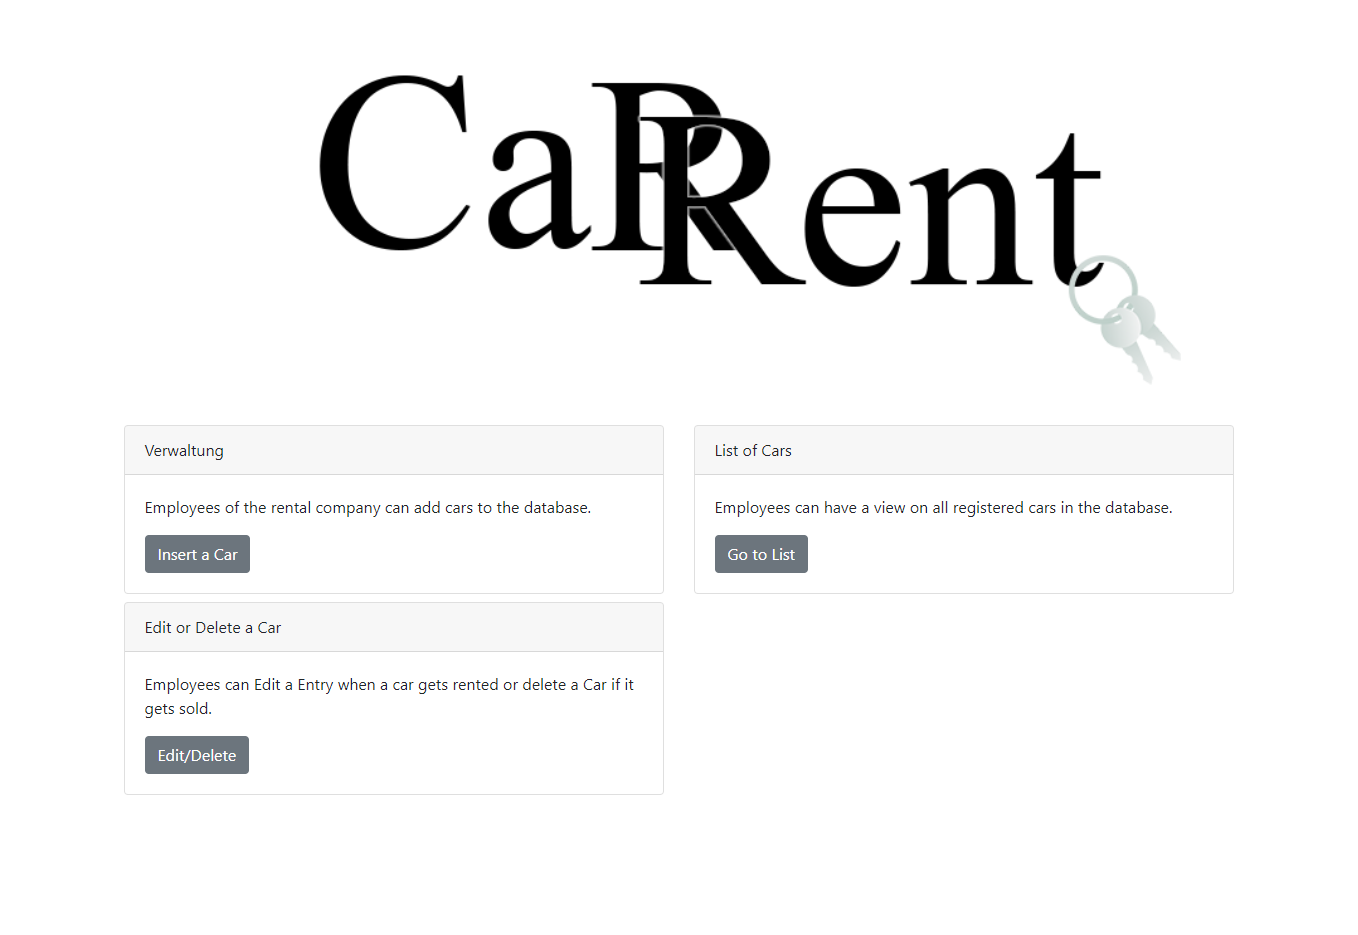 CaRRent
Verwaltung
Employees of the rental company can add cars to the database.
Insert a Car
List of Cars
Employees can have a view on all registered cars in the database.
Go to List
Edit or Delete a Car
Employees can Edit a Entry when a car gets rented or delete a Car if it
gets sold.
Edit/Delete